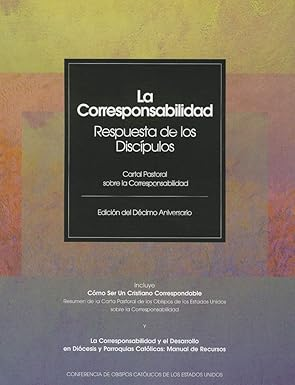 La
Corresponsabilidad
Respuesta de los
Discípulos
Cartal Pastoral
sobre la Corresponsabilidad
Edición del Décimo Aniversario
Incluye
Cómo Ser Un Cristiano Correspondable
Resumen de la Carta Pastoral de los Obispos de los Estados Unidos
sobre la Corresponsabilidad
y
La Corresponsabilidad y el Desarrollo
en Diócesis y Parroquias Católicas: Manual de Recursos
CONFERENCIA DE OBISPOS CATÓLICOS DE LOS ESTADOS UNIDOS